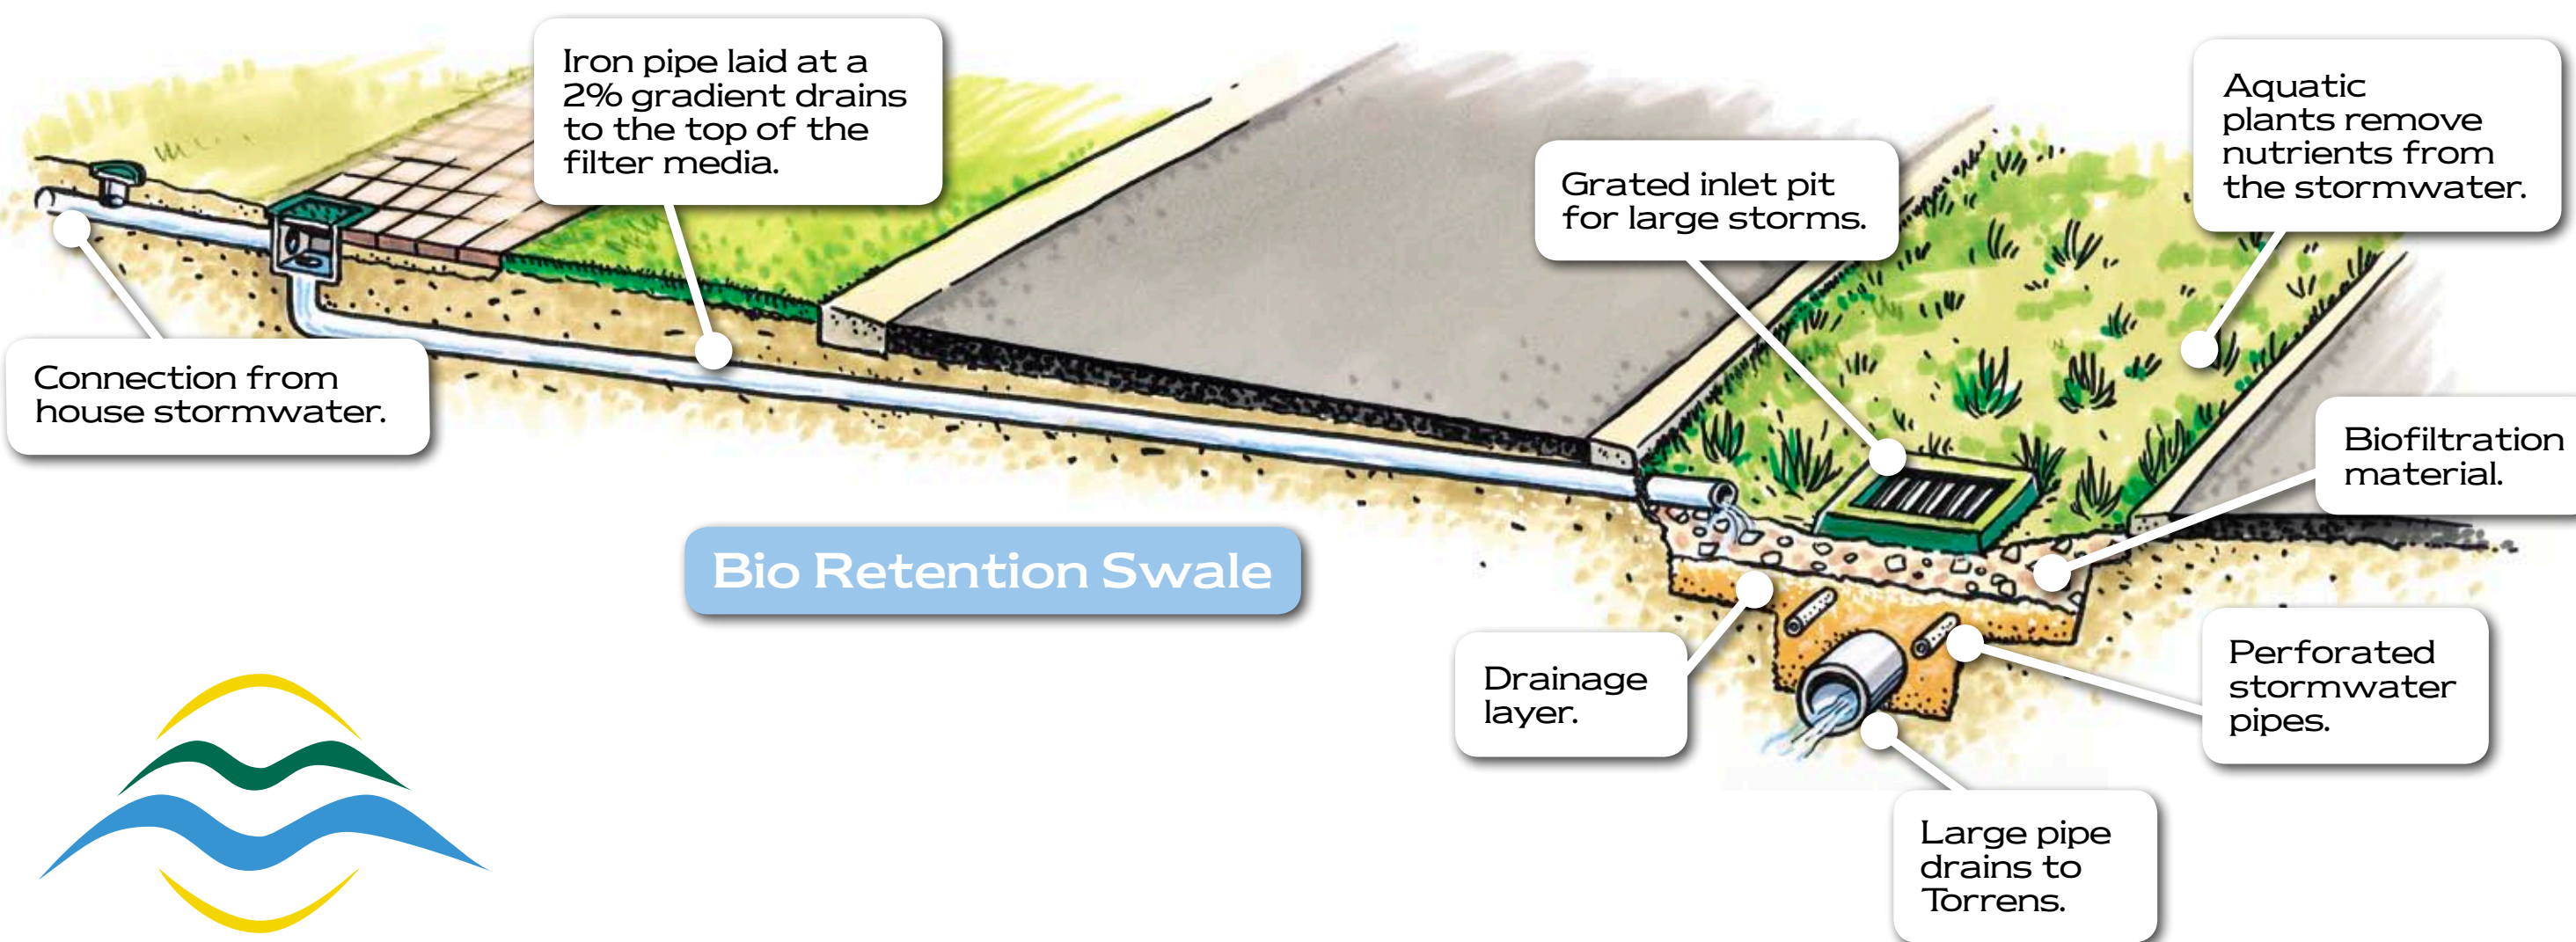 Iron pipe laid at a
2% gradient drains
to the top of the
filter media.
Aquatic
plants remove
nutrients from
the stormwater.
Grated inlet pit
for large storms.
Connection from
house stormwater.
Biofiltration
material.
Bio Retention Swale
Drainage
layer.
Perforated
stormwater
pipes.
Large pipe
drains to
Torrens.